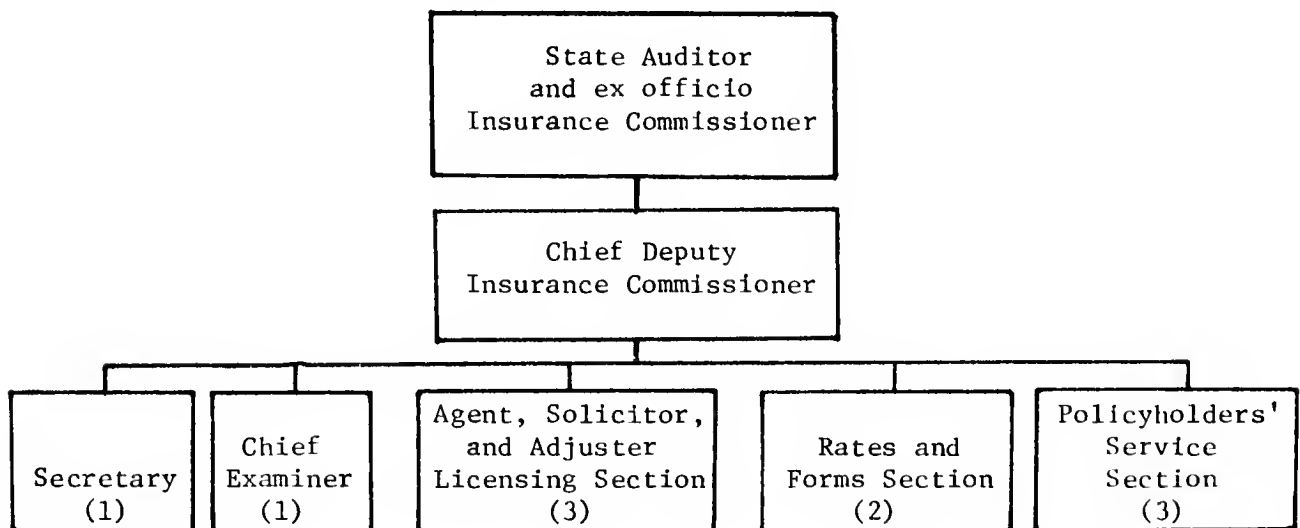 State Auditor
and ex officio
Insurance Commissioner
Chief Deputy
Insurance Commissioner
Secretary
(1)
Chief
Examiner
(1)
Agent, Solicitor,
and Adjuster
Licensing Section
(3)
Rates and
Forms Section
(2)
Policyholders'
Service
Section
(3)